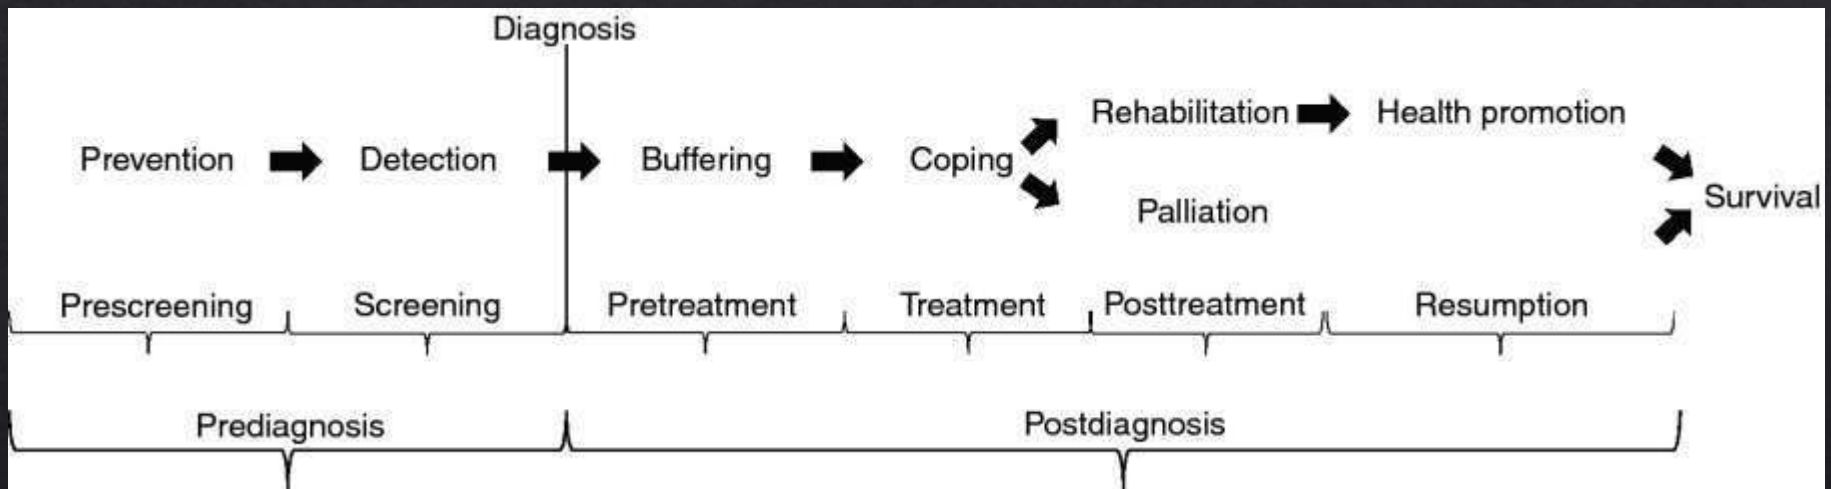 Diagnosis
Rehabilitation Health promotion
Prevention Detection Buffering Coping
Survival
Palliation
Prescreening Screening Pretreatment Treatment Posttreatment Resumption
Prediagnosis Postdiagnosis